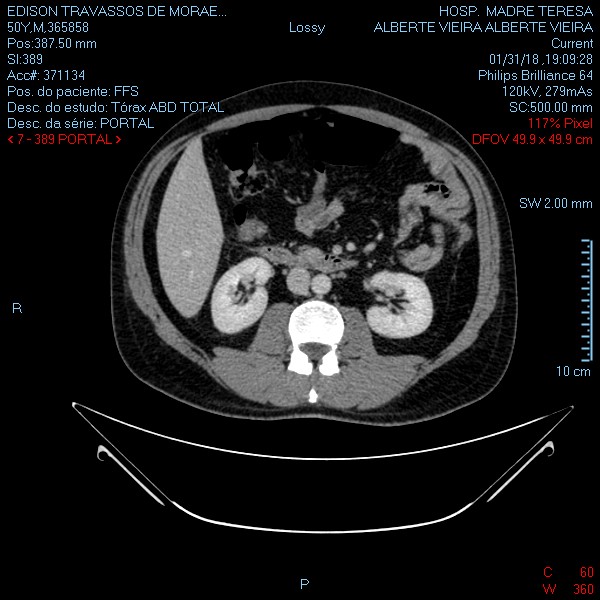 EDISON TRAVASSOS DE MORAE...
50Y,M,365858
Pos:387.50 mm
SI:389
Acc#: 371134
Pos. do paciente: FFS
Desc. do estudo: Tórax ABD TOTAL
Desc. da série: PORTAL
< 7 - 389 PORTAL >
Lossy
HOSP. MADRE TERESA
ALBERTE VIEIRA ALBERTE VIEIRA
Current
01/31/18 ,19:09:28
Philips Brilliance 64
120kV, 279mAs
SC:500.00 mm
117% Pixel
DFOV 49.9 x 49.9 cm
SW 2.00 mm
R
10 cm
P
C 60
W 360